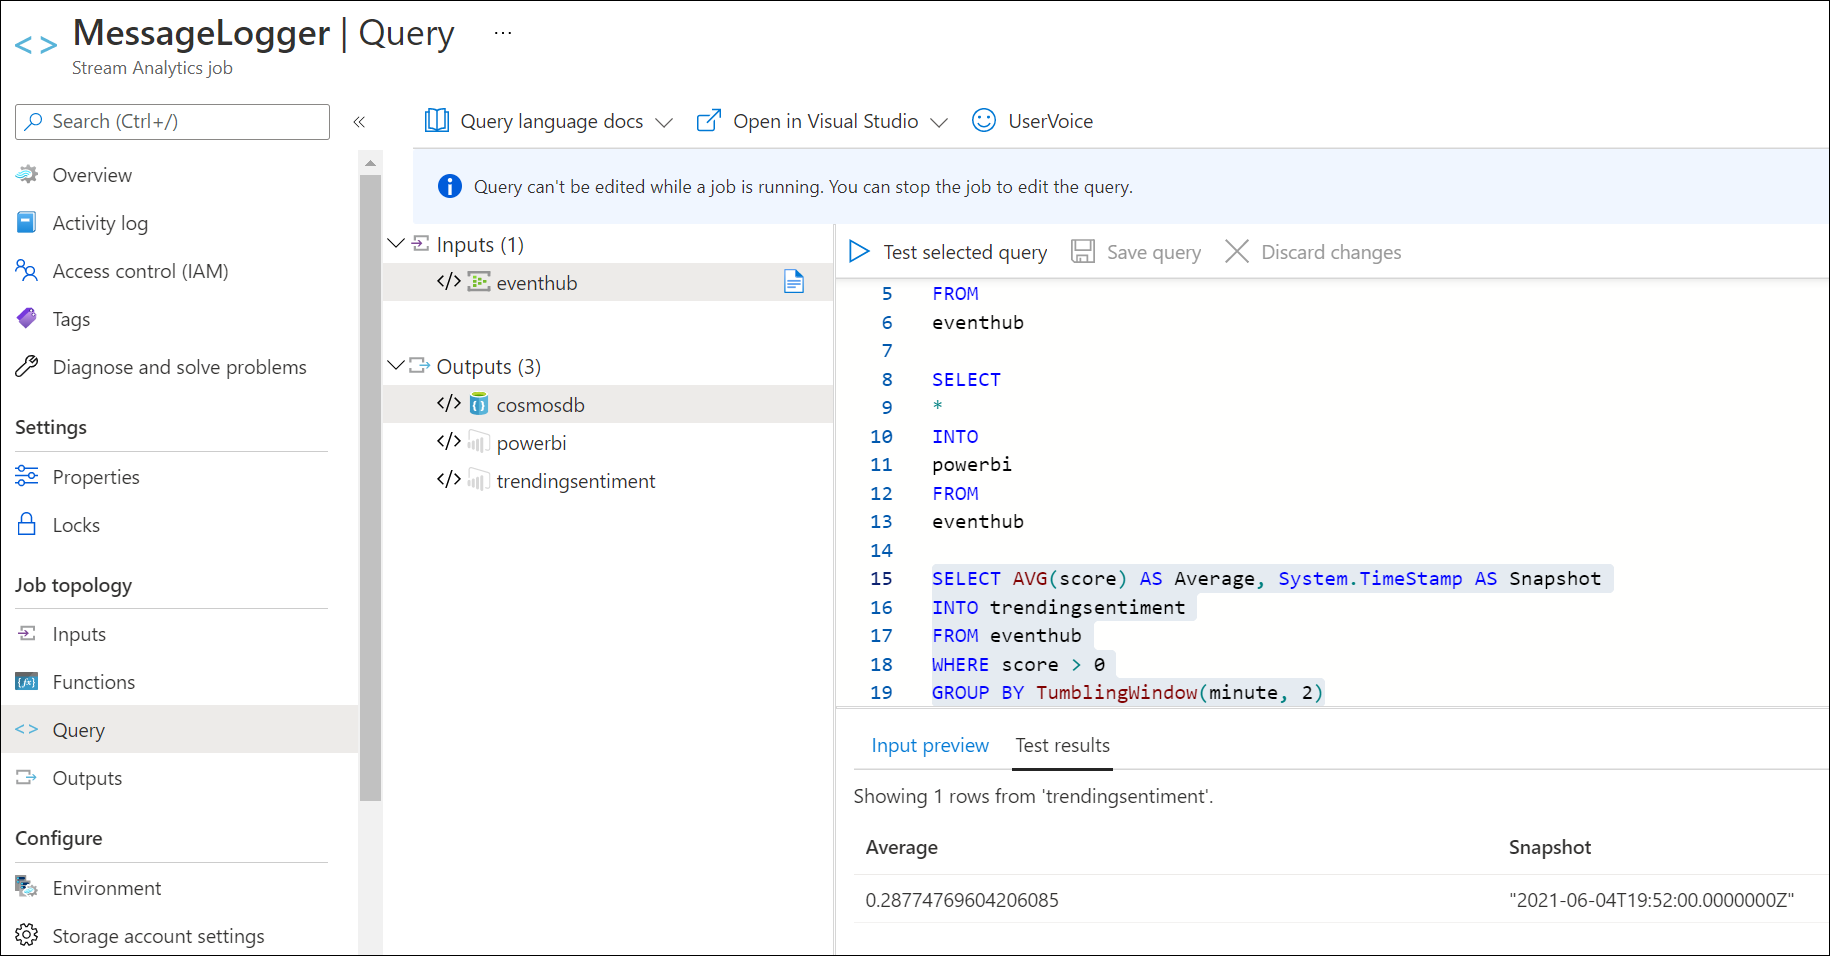 MessageLogger | Query ...
Stream Analytics job
Search (Ctrl+/)
«
Overview
Activity log
Access control (IAM)
Tags
Diagnose and solve problems
Settings
Properties
Locks
Job topology
Inputs
Functions
Query
Outputs
Configure
Environment
Storage account settings
Query language docs
Open in Visual Studio
UserVoice
Query can't be edited while a job is running. You can stop the job to edit the query.
Inputs (1)
</> eventhub
Outputs (3)
</> cosmosdb
</> powerbi
</> trendingsentiment
Test selected query Save query Discard changes
5 FROM
6 eventhub
7
8 SELECT
9 *
10 INTO
11 powerbi
12 FROM
13 eventhub
14
15 SELECT AVG(score) AS Average, System.TimeStamp AS Snapshot
16 INTO trendingsentiment
17 FROM eventhub
18 WHERE score > 0
19 GROUP BY TumblingWindow(minute, 2)
Input preview Test results
Showing 1 rows from 'trendingsentiment'.
Average Snapshot
0.28774769604206085 "2021-06-04T19:52:00.0000000Z"